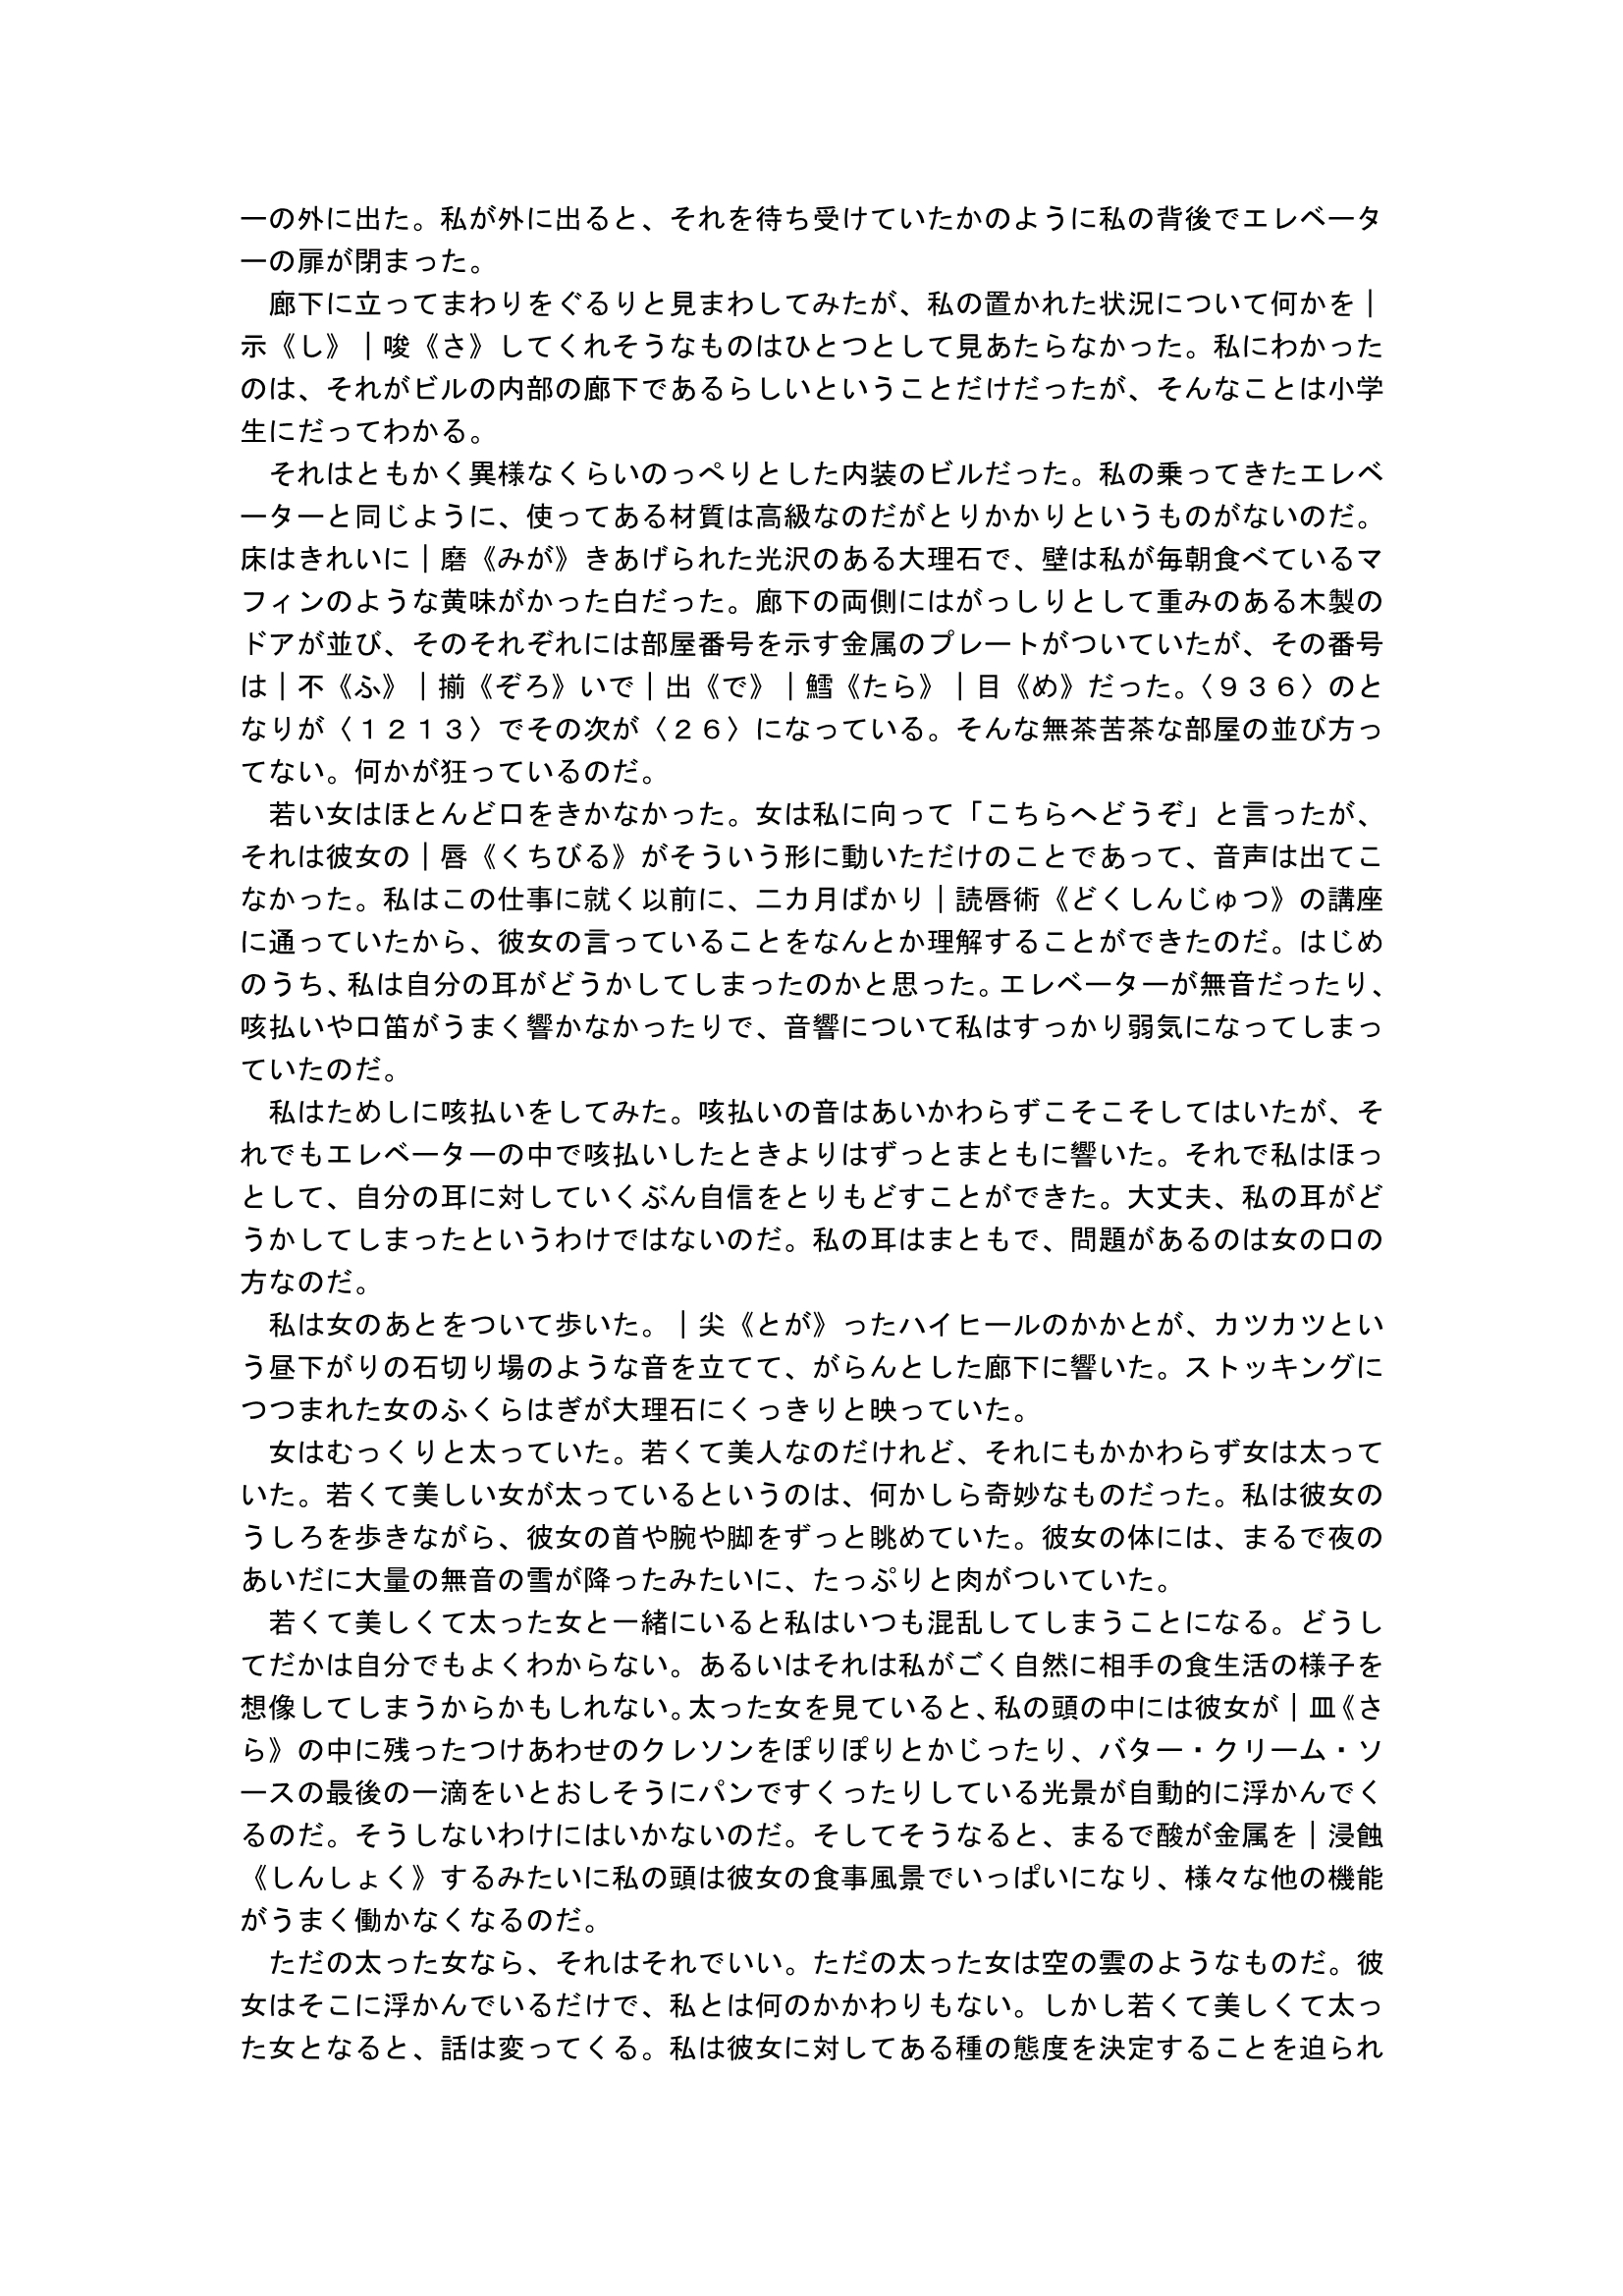 ーの外に出た。私が外に出ると、それを待ち受けていたかのように私の背後でエレベータ
ーの扉が閉まった。
　廊下に立ってまわりをぐるりと見まわしてみたが、私の置かれた状況について何かを｜
示《し》｜唆《さ》してくれそうなものはひとつとして見あたらなかった。私にわかった
のは、それがビルの内部の廊下であるらしいということだけだったが、そんなことは小学
生にだってわかる。
　それはともかく異様なくらいのっぺりとした内装のビルだった。私の乗ってきたエレベ
ーターと同じように、使ってある材質は高級なのだがとりかかりというものがないのだ。
床はきれいに｜磨《みが》きあげられた光沢のある大理石で、壁は私が毎朝食べているマ
フィンのような黄味がかった白だった。廊下の両側にはがっしりとして重みのある木製の
ドアが並び、そのそれぞれには部屋番号を示す金属のプレートがついていたが、その番号
は｜不《ふ》｜揃《ぞろ》いで｜出《で》｜鱈《たら》｜目《め》だった。〈９３６〉のと
なりが〈１２１３〉でその次が〈２６〉になっている。そんな無茶苦茶な部屋の並び方っ
てない。何かが狂っているのだ。
　若い女はほとんど口をきかなかった。女は私に向って「こちらへどうぞ」と言ったが、
それは彼女の｜唇《くちびる》がそういう形に動いただけのことであって、音声は出てこ
なかった。私はこの仕事に就く以前に、二カ月ばかり｜読唇術《どくしんじゅつ》の講座
に通っていたから、彼女の言っていることをなんとか理解することができたのだ。はじめ
のうち、私は自分の耳がどうかしてしまったのかと思った。エレベーターが無音だったり、
咳払いや口笛がうまく響かなかったりで、音響について私はすっかり弱気になってしまっ
ていたのだ。
　私はためしに咳払いをしてみた。咳払いの音はあいかわらずこそこそしてはいたが、そ
れでもエレベーターの中で咳払いしたときよりはずっとまともに響いた。それで私はほっ
として、自分の耳に対していくぶん自信をとりもどすことができた。大丈夫、私の耳がど
うかしてしまったというわけではないのだ。私の耳はまともで、問題があるのは女の口の
方なのだ。
　私は女のあとをついて歩いた。｜尖《とが》ったハイヒールのかかとが、カツカツとい
う昼下がりの石切り場のような音を立てて、がらんとした廊下に響いた。ストッキングに
つつまれた女のふくらはぎが大理石にくっきりと映っていた。
　女はむっくりと太っていた。若くて美人なのだけれど、それにもかかわらず女は太って
いた。若くて美しい女が太っているというのは、何かしら奇妙なものだった。私は彼女の
うしろを歩きながら、彼女の首や腕や脚をずっと眺めていた。彼女の体には、まるで夜の
あいだに大量の無音の雪が降ったみたいに、たっぷりと肉がついていた。
　若くて美しくて太った女と一緒にいると私はいつも混乱してしまうことになる。どうし
てだかは自分でもよくわからない。あるいはそれは私がごく自然に相手の食生活の様子を
想像してしまうからかもしれない。太った女を見ていると、私の頭の中には彼女が｜皿《さ
ら》の中に残ったつけあわせのクレソンをぽりぽりとかじったり、バター・クリーム・ソ
ースの最後の一滴をいとおしそうにパンですくったりしている光景が自動的に浮かんでく
るのだ。そうしないわけにはいかないのだ。そしてそうなると、まるで酸が金属を｜浸蝕
《しんしょく》するみたいに私の頭は彼女の食事風景でいっぱいになり、様々な他の機能
がうまく働かなくなるのだ。
　ただの太った女なら、それはそれでいい。ただの太った女は空の雲のようなものだ。彼
女はそこに浮かんでいるだけで、私とは何のかかわりもない。しかし若くて美しくて太っ
た女となると、話は変ってくる。私は彼女に対してある種の態度を決定することを迫られ